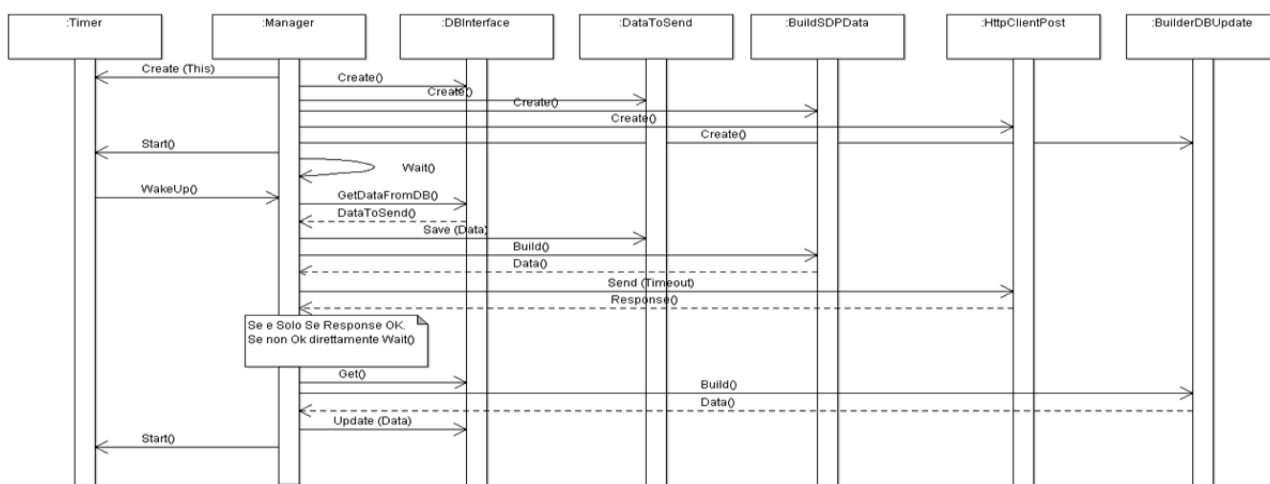 :Timer
:Manager
:DBInterface
:DataToSend
:BuildSDPData
:HttpClientPost
:BuilderDBUpdate
Create (This)
Create()
Create()
Create()
Create()
Create()
Start()
Wait()
WakeUp()
GetDataFromDB()
DataToSend()
Save (Data)
Build()
Data()
Send (Timeout)
Response()
Se e Solo Se Response OK.
Se non Ok direttamente Wait()
Get()
Build()
Data()
Update (Data)
Start()